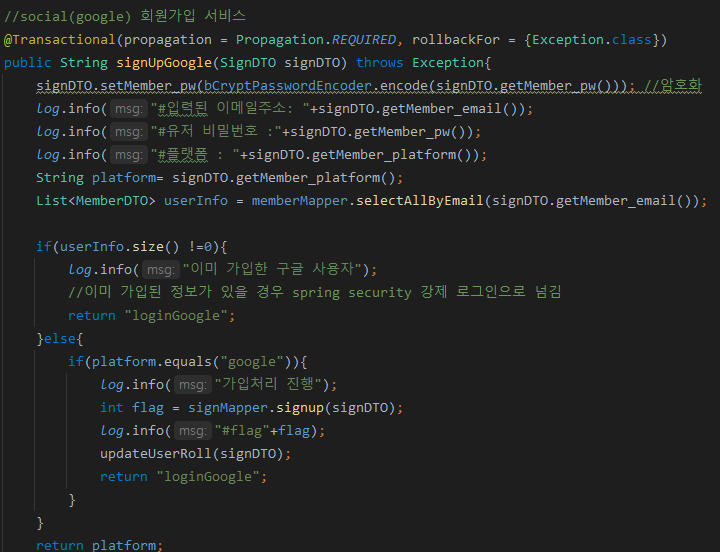 //social(google) 회원가입 서비스
@Transactional(propagation = Propagation.REQUIRED, rollbackFor = {Exception.class})
public String signUpGoogle(SignDTO signDTO) throws Exception{
signDTO.setMember_pw(bCryptPasswordEncoder.encode(signDTO.getMember_pw())); //암호화
log.info( msg: "#입력된 이메일주소: "+signDTO.getMember_email());
log.info( msg: "#유저 비밀번호 :"+signDTO.getMember_pw());
log.info( msg: "#플랫폼 : "+signDTO.getMember_platform());
String platform= signDTO.getMember_platform();
List<MemberDTO> userInfo = memberMapper.selectAllByEmail(signDTO.getMember_email());
if(userInfo.size() !=0){
log.info( msg: "이미 가입한 구글 사용자");
//이미 가입된 정보가 있을 경우 spring security 강제 로그인으로 넘김
return "loginGoogle";
}else{
if(platform.equals("google")){
log.info( msg: "가입처리 진행");
int flag = signMapper.signup(signDTO);
log.info( msg: "#flag"+flag);
updateUserRoll(signDTO);
return "loginGoogle";
}
}
return platform;